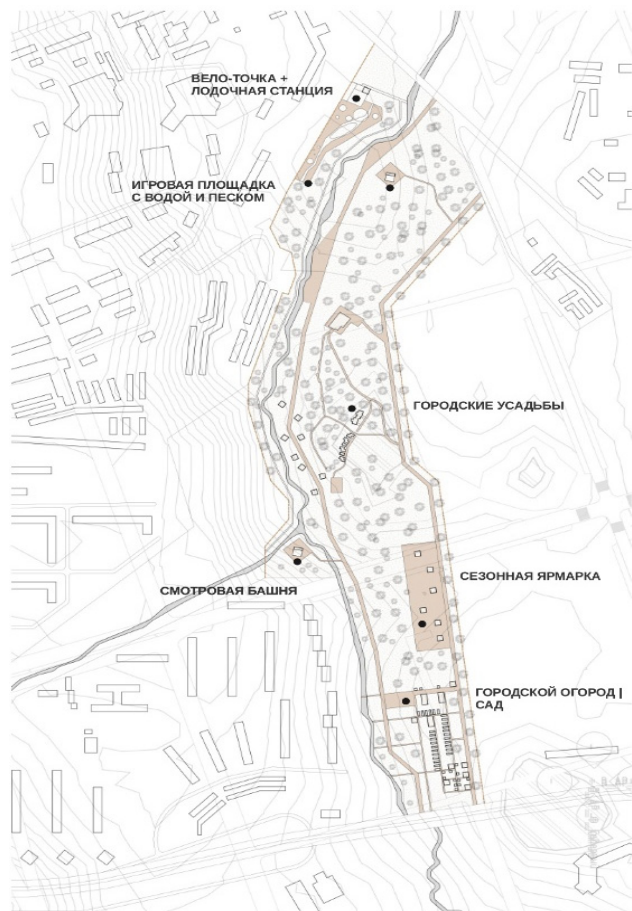 ВЕЛО-ТОЧКА +
ЛОДОЧНАЯ СТАНЦИЯ
ИГРОВАЯ ПЛОЩАДКА
С ВОДОЙ И ПЕСКОМ
ГОРОДСКИЕ УСАДЬБЫ
СЕЗОННАЯ ЯРМАРКА
СМОТРОВАЯ БАШНЯ
ГОРОДСКОЙ ОГОРОД |
САД